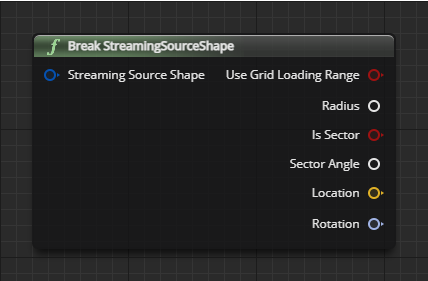 f Break StreamingSourceShape
Streaming Source Shape Use Grid Loading Range
Radius
Is Sector
Sector Angle
Location
Rotation